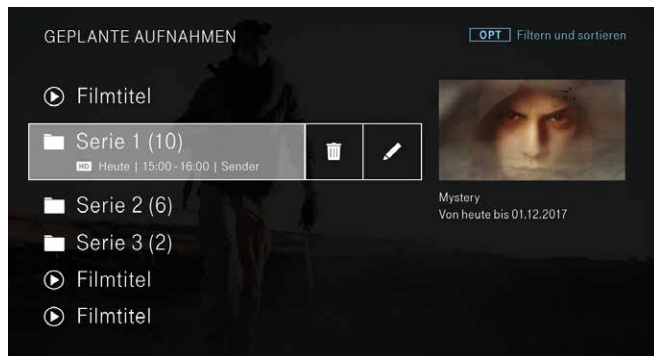 GEPLANTE AUFNAHMEN
OPT Filtern und sortieren
Filmtitel
Serie 1 (10)
HD Heute | 15:00 - 16:00 | Sender
Mystery
Von heute bis 01.12.2017
Serie 2 (6)
Serie 3 (2)
Filmtitel
Filmtitel